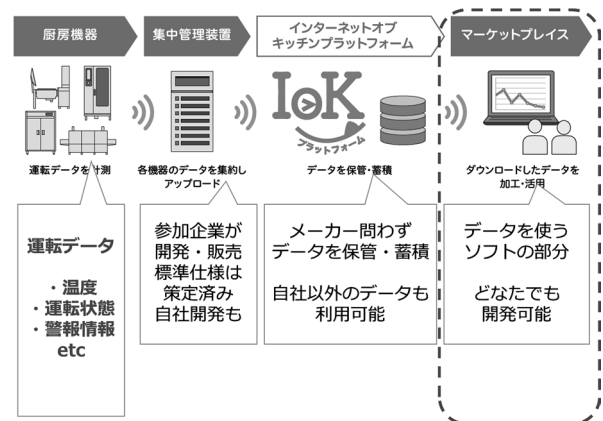 厨房機器
集中管理装置
インターネットオブ
キッチンプラットフォーム
マーケットプレイス
IoK
プラットフォーム
運転データを計測
各機器のデータを集約し
アップロード
データを保管・蓄積
ダウンロードしたデータを
加工・活用
運転データ
・温度
・運転状態
・警報情報
etc
参加企業が
開発・販売
標準仕様は
策定済み
自社開発も
メーカー問わず
データを保管・蓄積
自社以外のデータも
利用可能
データを使う
ソフトの部分
どなたでも
開発可能